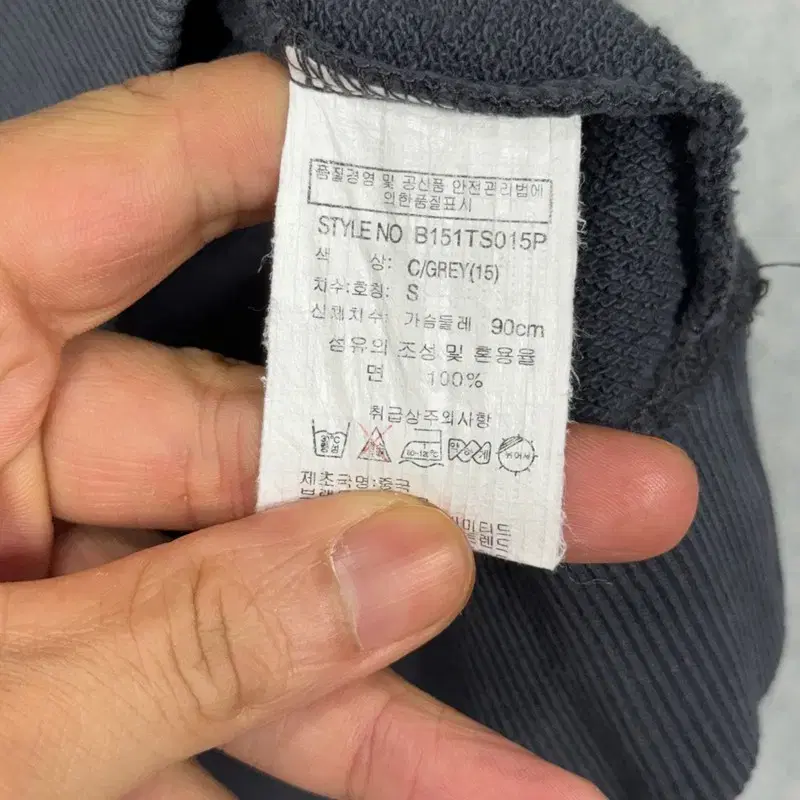 품질경영 및 공산품 안전관리법에
의한품질표시
STYLE NO B151TS015P
색 상: C/GREY(15)
치수:호칭: S
신체치수: 가슴둘레 90cm
섬유의 조성 및 혼용율
면 100%
취급상주의사항
약하게
제조국명:중국